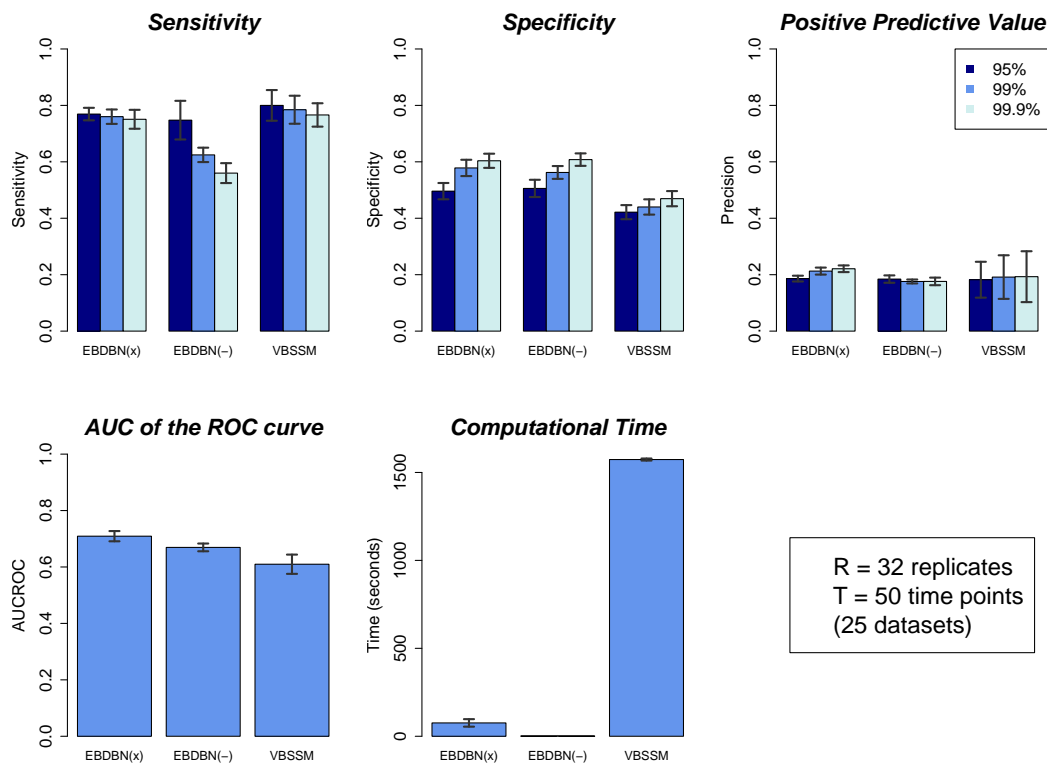 Sensitivity
Sensitivity
0.0 0.2 0.4 0.6 0.8 1.0
EBDBN(x) EBDBN(−) VBSSM
Specificity
Specificity
0.0 0.2 0.4 0.6 0.8 1.0
EBDBN(x) EBDBN(−) VBSSM
Positive Predictive Value
Precision
0.0 0.2 0.4 0.6 0.8 1.0
95%
99%
99.9%
EBDBN(x) EBDBN(−) VBSSM
AUC of the ROC curve
AUCROC
0.0 0.2 0.4 0.6 0.8 1.0
EBDBN(x) EBDBN(−) VBSSM
Computational Time
Time (seconds)
0 500 1000 1500
EBDBN(x) EBDBN(−) VBSSM
R = 32 replicates
T = 50 time points
(25 datasets)